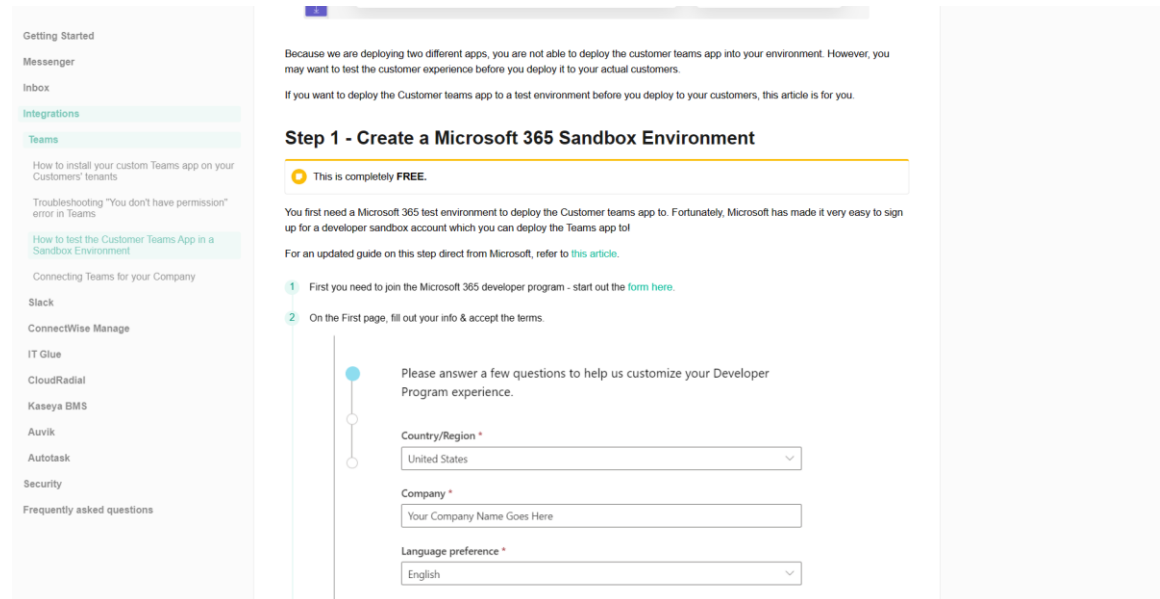 Getting Started
Messenger
Inbox
Integrations
Teams
How to install your custom Teams app on your
Customers' tenants
Troubleshooting "You don't have permission"
error in Teams
How to test the Customer Teams App in a
Sandbox Environment
Connecting Teams for your Company
Slack
ConnectWise Manage
IT Glue
CloudRadial
Kaseya BMS
Auvik
Autotask
Security
Frequently asked questions
Because we are deploying two different apps, you are not able to deploy the customer teams app into your environment. However, you
may want to test the customer experience before you deploy it to your actual customers.
If you want to deploy the Customer teams app to a test environment before you deploy to your customers, this article is for you.
Step 1 - Create a Microsoft 365 Sandbox Environment
This is completely FREE.
You first need a Microsoft 365 test environment to deploy the Customer teams app to. Fortunately, Microsoft has made it very easy to sign
up for a developer sandbox account which you can deploy the Teams app to!
For an updated guide on this step direct from Microsoft, refer to this article.
1 First you need to join the Microsoft 365 developer program - start out the form here.
2 On the First page, fill out your info & accept the terms.
Please answer a few questions to help us customize your Developer
Program experience.
Country/Region *
United States
Company *
Your Company Name Goes Here
Language preference *
English